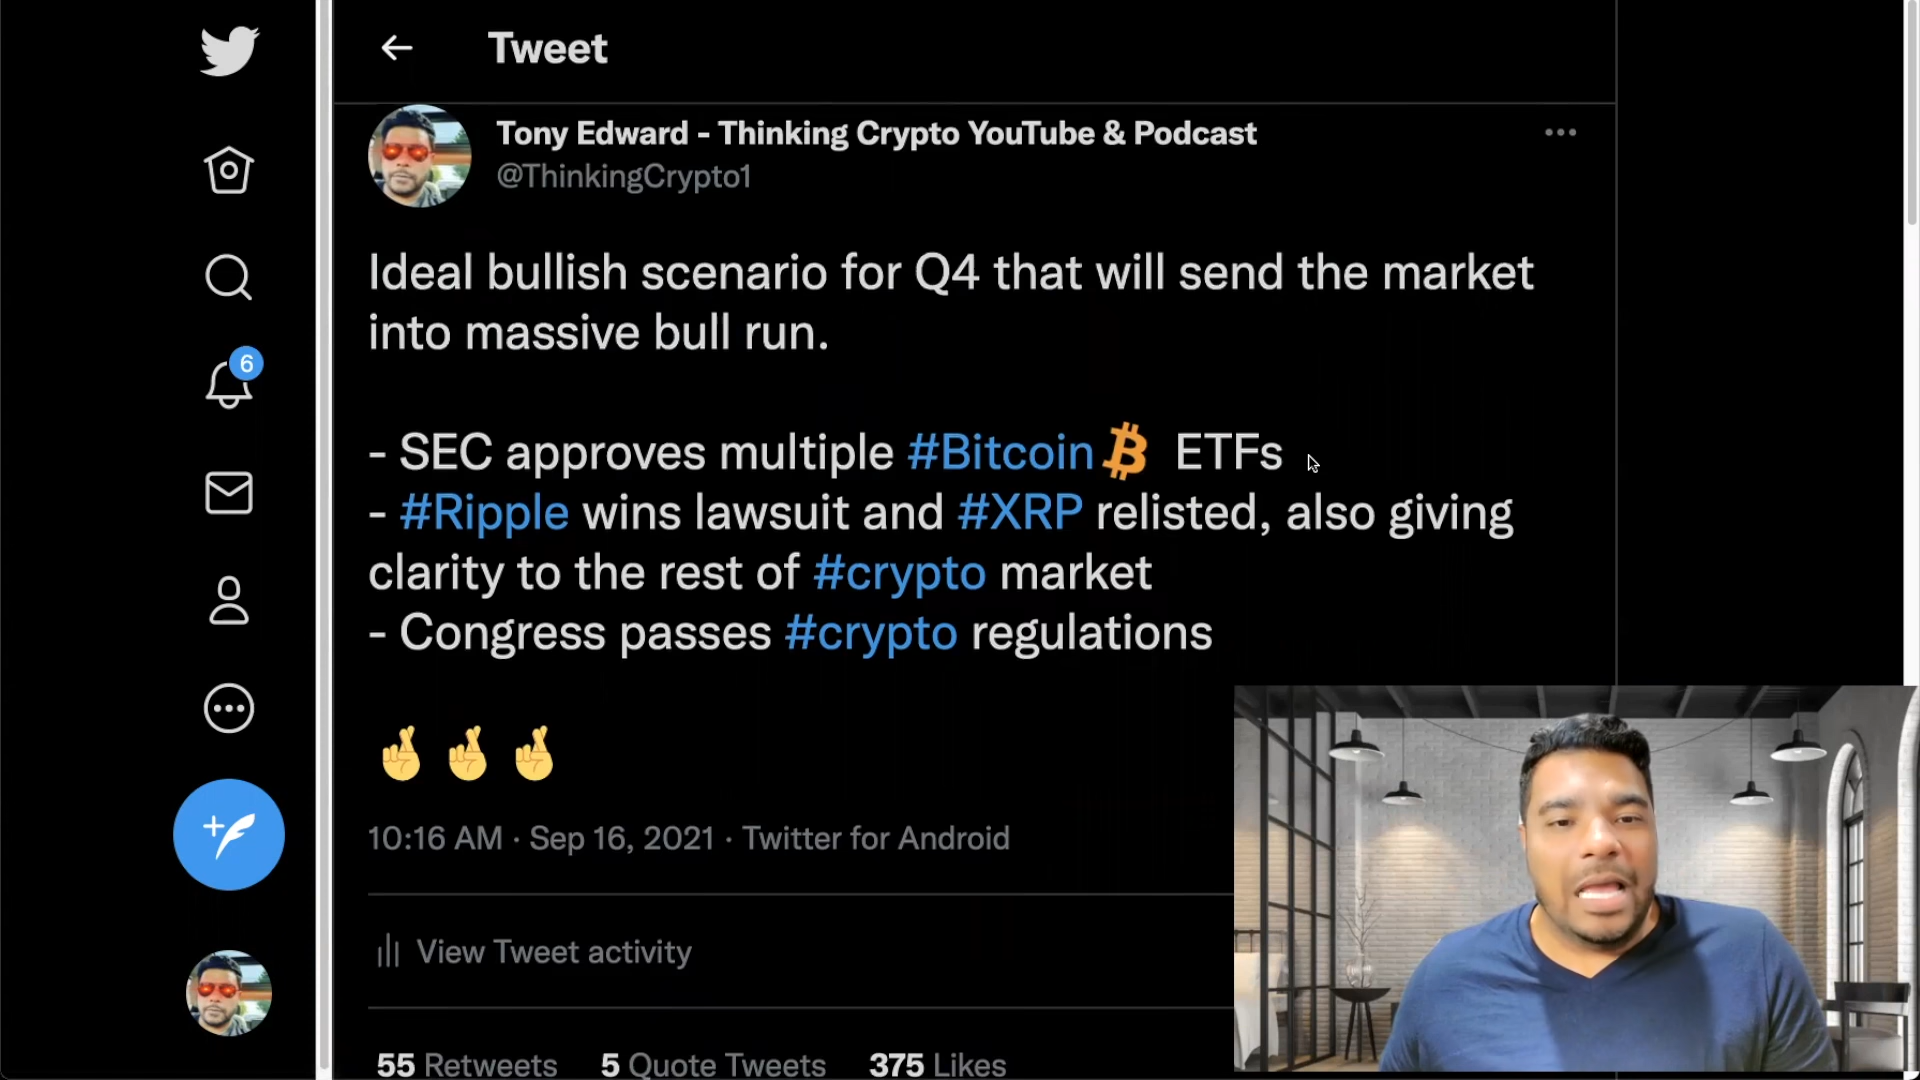 Tweet
Tony Edward - Thinking Crypto YouTube & Podcast
@ThinkingCrypto1
Ideal bullish scenario for Q4 that will send the market
into massive bull run.
- SEC approves multiple #Bitcoin ETFs
- #Ripple wins lawsuit and #XRP relisted, also giving
clarity to the rest of #crypto market
- Congress passes #crypto regulations
10:16 AM · Sep 16, 2021 · Twitter for Android
View Tweet activity
55 Retweets 5 Quote Tweets 375 Likes
6